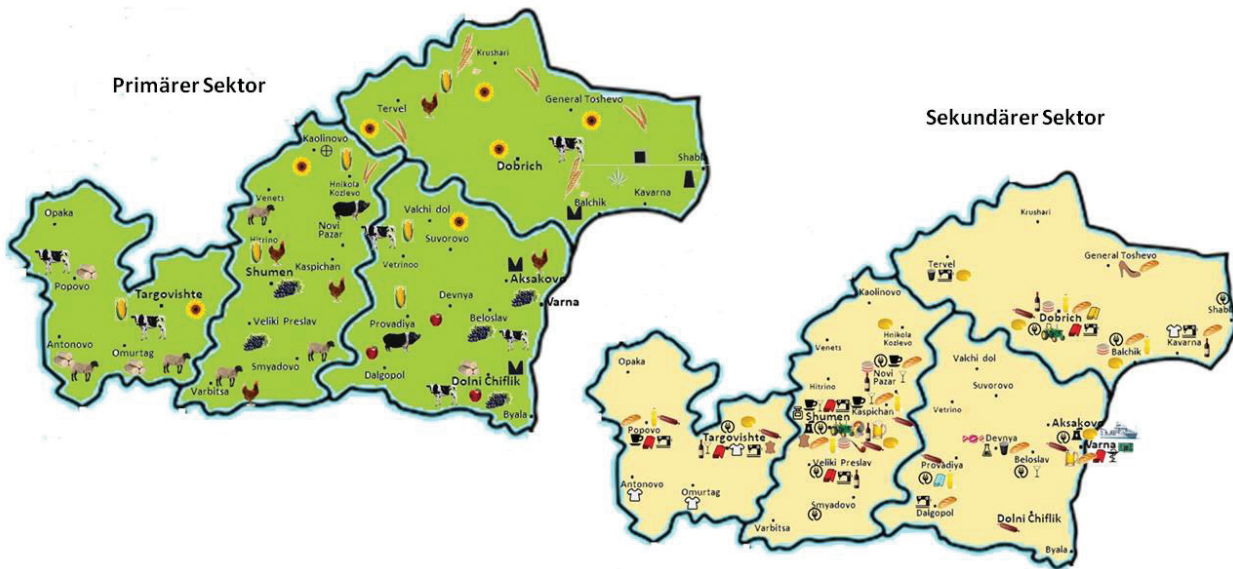 Primärer Sektor
Krushari
Tervel
General Toshevo
Dobrich
Shabl
Kavarna
Balchik
Kaolinovo
Venets
Hnikola
Kozlevo
Novi
Pazar
Hitrino
Shumen
Kaspichan
Veliki Preslav
Smyadovo
Varbitsa
Opaka
Popovo
Targovishte
Antonovo
Omurtag
Valchi dol
Suvorovo
Vetrinoo
Aksakovo
Varna
Devnya
Beloslav
Provadiya
Dalgopol
Dolni Chiflik
Byala
Sekundärer Sektor
Krushari
Tervel
General Toshevo
Dobrich
Shabl
Kavarna
Balchik
Kaolinovo
Hnikola
Kozlevo
Venets
Novi
Pazar
Hitrino
Kaspichan
Shumen
Veliki Preslav
Smyadovo
Varbitsa
Opaka
Popovo
Targovishte
Antonovo
Omurtag
Valchi dol
Suvorovo
Vetrino
Aksakovo
Varna
Devnya
Beloslav
Provadiya
Dalgopol
Dolni Chiflik
Byala